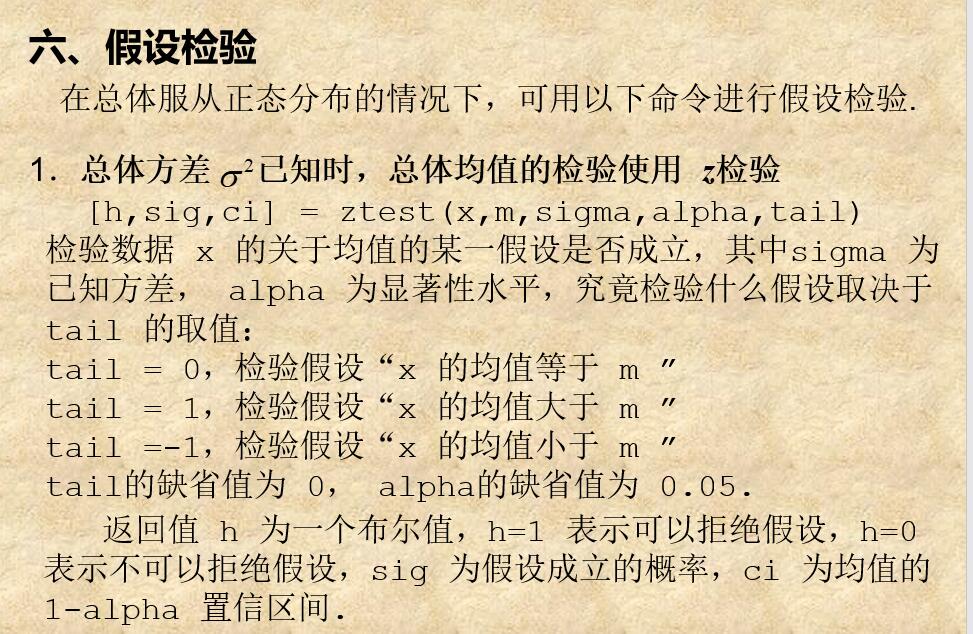 六、假设检验
在总体服从正态分布的情况下，可用以下命令进行假设检验.
1．总体方差σ²已知时，总体均值的检验使用 z检验
[h,sig,ci] = ztest(x,m,sigma,alpha,tail)
检验数据 x 的关于均值的某一假设是否成立，其中sigma 为
已知方差， alpha 为显著性水平，究竟检验什么假设取决于
tail 的取值：
tail = 0，检验假设“x 的均值等于 m ”
tail = 1，检验假设“x 的均值大于 m ”
tail =-1，检验假设“x 的均值小于 m ”
tail的缺省值为 0， alpha的缺省值为 0.05．
返回值 h 为一个布尔值，h=1 表示可以拒绝假设，h=0
表示不可以拒绝假设，sig 为假设成立的概率，ci 为均值的
1-alpha 置信区间．